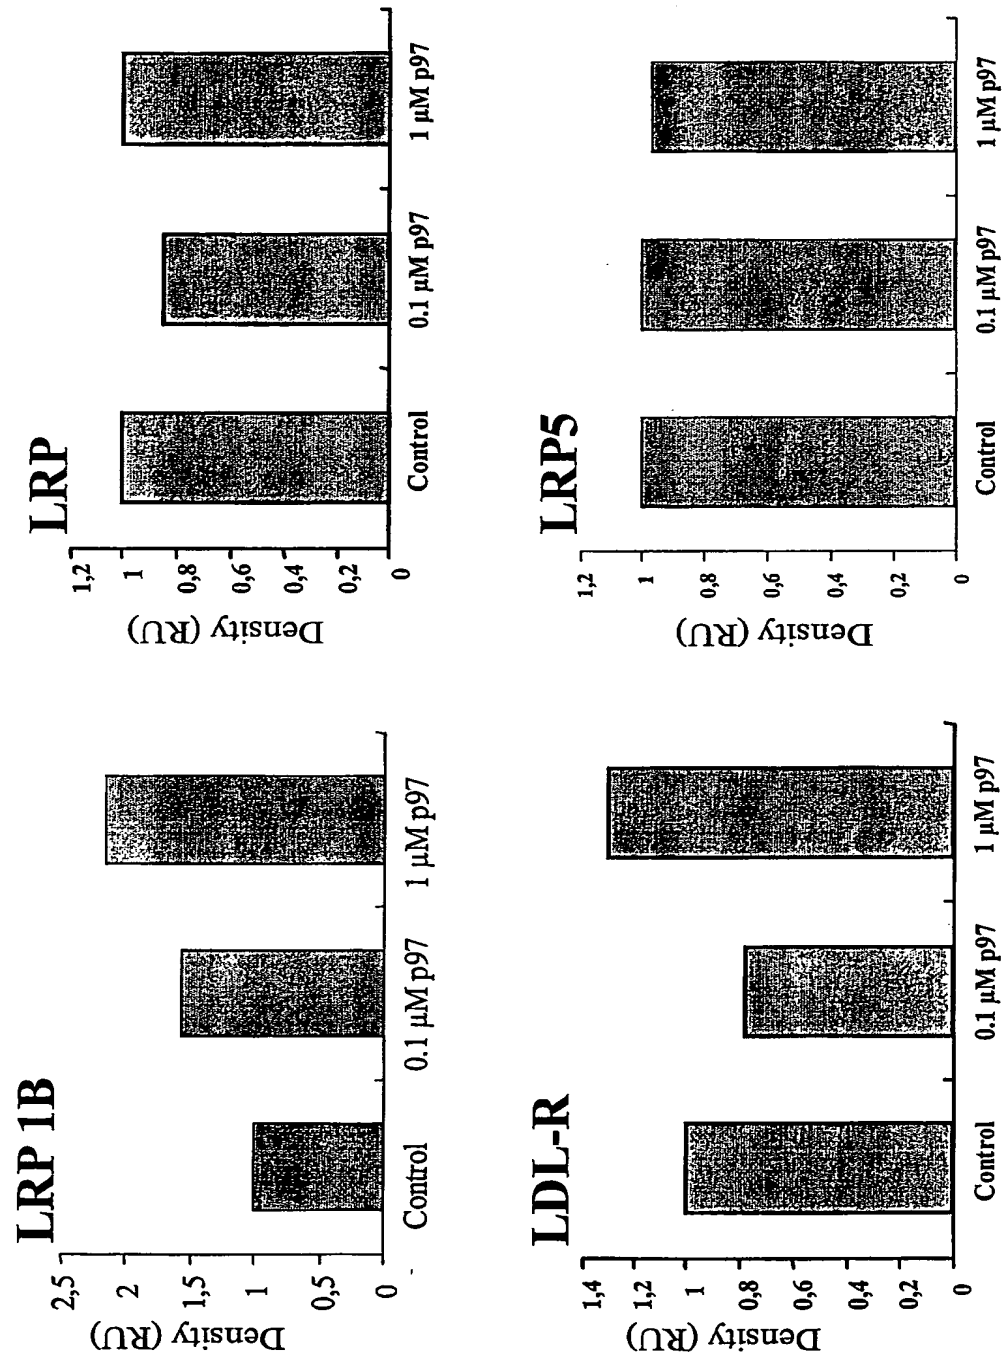 LRP 1B
Density (RU)
2,5
2
1,5
1
0,5
0
Control
0.1 µM p97
1 µM p97
LRP
Density (RU)
1,2
1
0,8
0,6
0,4
0,2
0
Control
0.1 µM p97
1 µM p97
LDL-R
Density (RU)
1,4
1,2
1
0,8
0,6
0,4
0,2
0
Control
0.1 µM p97
1 µM p97
LRP5
Density (RU)
1,2
1
0,8
0,6
0,4
0,2
0
Control
0.1 µM p97
1 µM p97